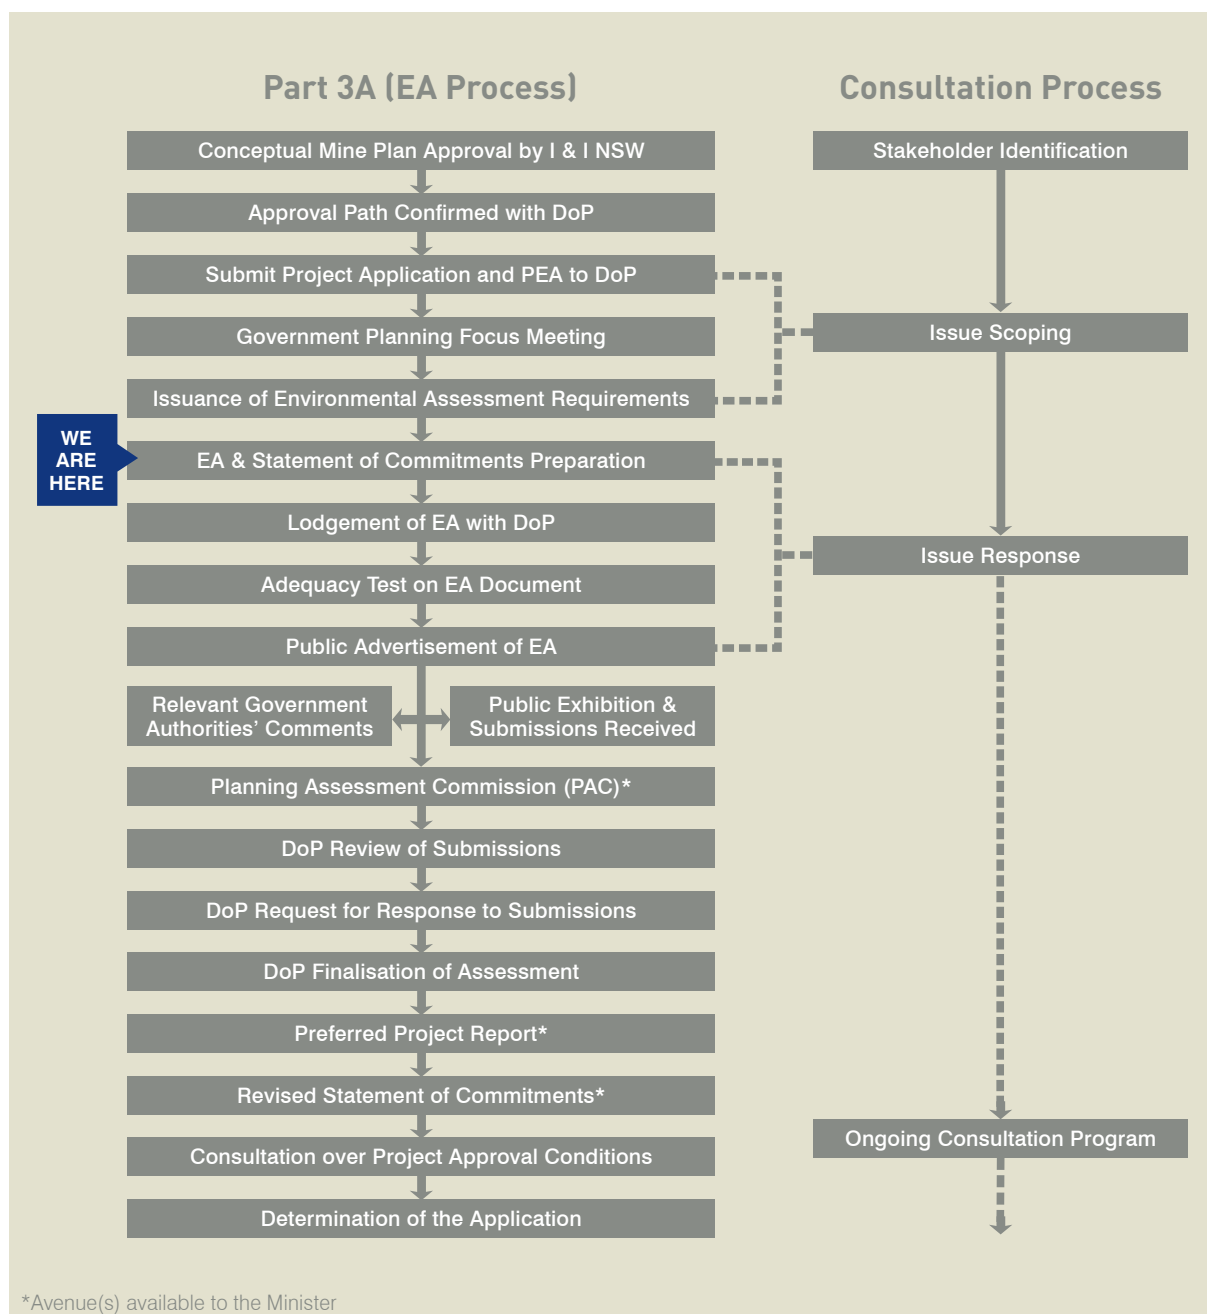 Part 3A (EA Process)
Conceptual Mine Plan Approval by I & I NSW
Approval Path Confirmed with DoP
Submit Project Application and PEA to DoP
Government Planning Focus Meeting
Issuance of Environmental Assessment Requirements
WE
ARE
HERE
EA & Statement of Commitments Preparation
Lodgement of EA with DoP
Adequacy Test on EA Document
Public Advertisement of EA
Relevant Government
Authorities’ Comments
Public Exhibition &
Submissions Received
Planning Assessment Commission (PAC)*
DoP Review of Submissions
DoP Request for Response to Submissions
DoP Finalisation of Assessment
Preferred Project Report*
Revised Statement of Commitments*
Consultation over Project Approval Conditions
Determination of the Application
Consultation Process
Stakeholder Identification
Issue Scoping
Issue Response
Ongoing Consultation Program
*Avenue(s) available to the Minister